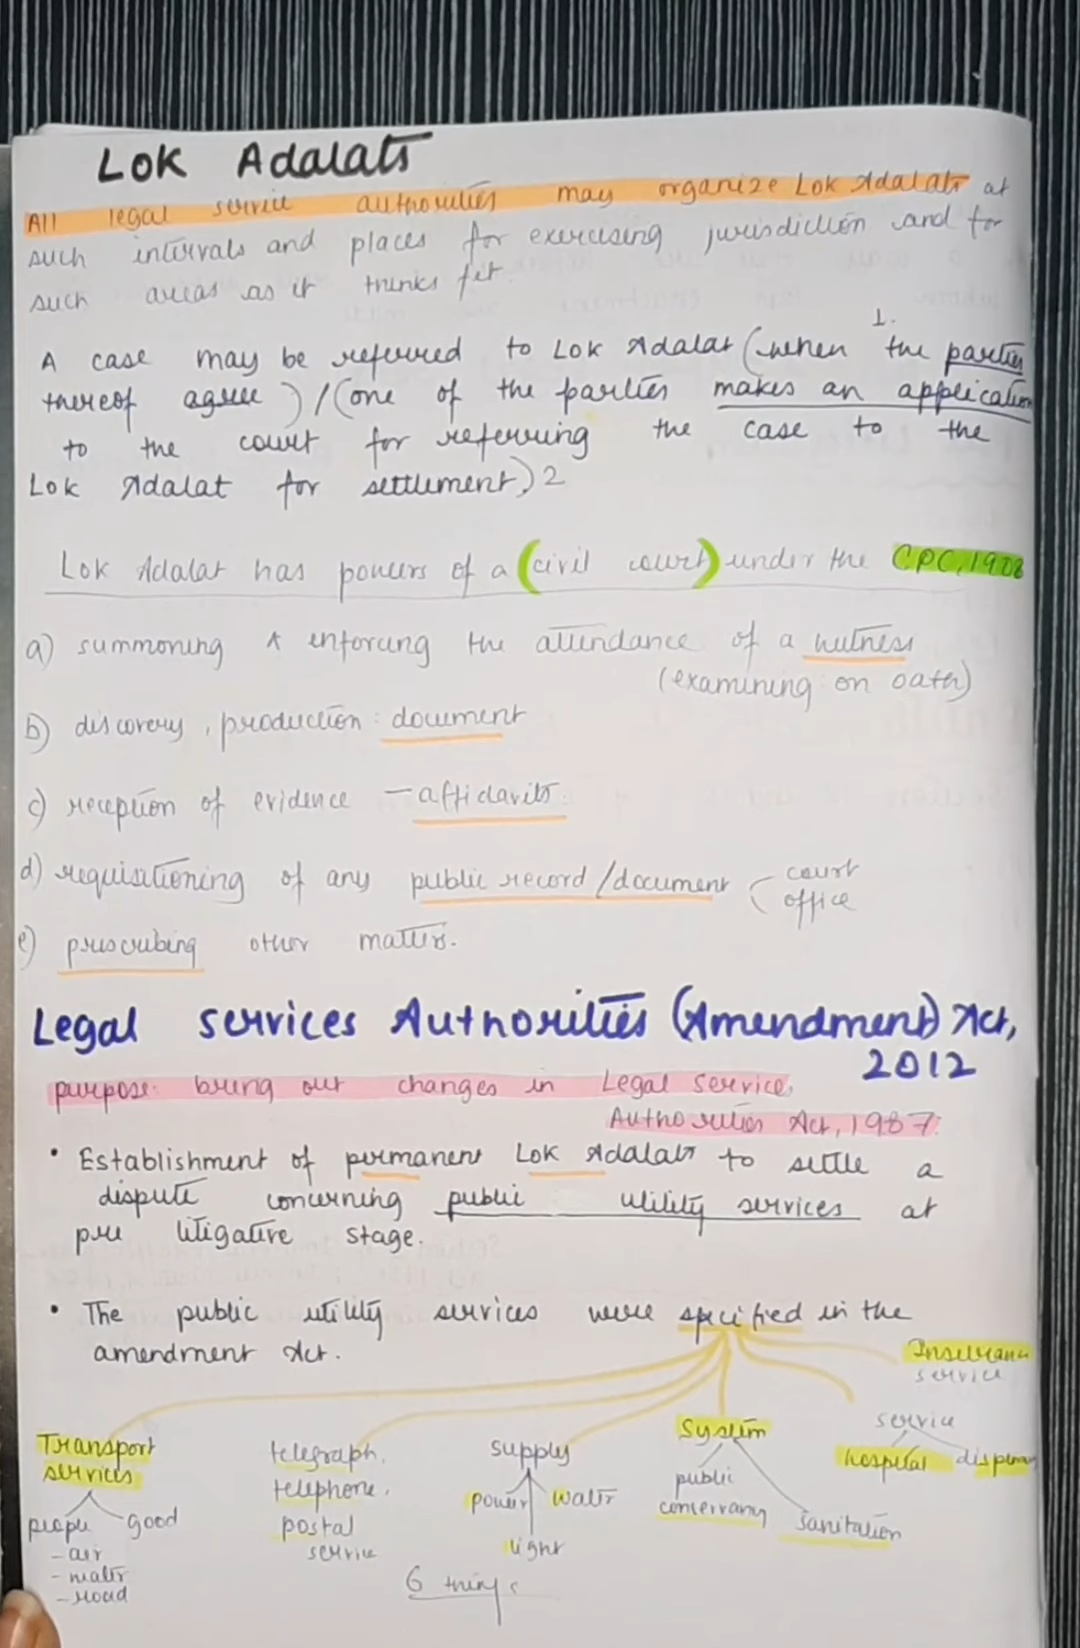 Lok Adalats
All legal service authorities may organize Lok Adalats at
such intervals and places for exercising jurisdiction and for
such areas as it thinks fit.
1.
A case may be referred to Lok Adalat (when the parties
thereof agree) / (one of the parties makes an application
to the court for referring the case to the
Lok Adalat for settlement) 2
Lok Adalat has powers of a (civil court) under the CPC, 1908
a) summoning & enforcing the attendance of a witness
(examining on oath)
b) discovery, production : document
c) reception of evidence - affidavits
d) requisitioning of any public record / document
court
office
e) prescribing other matters.
Legal services Authorities (Amendment) Act,
2012
purpose: bring out changes in Legal service
Authorities Act, 1987.
• Establishment of permanent Lok Adalats to settle a
dispute concerning public utility services at
pre litigative stage.
• The public utility services were specified in the
amendment Act.
Insurance
service
Transport
services
people good
- air
- water
- road
telegraph,
telephone,
postal
service
supply
power water
light
System
public
conservancy
sanitation
service
hospital dispensary
6 things